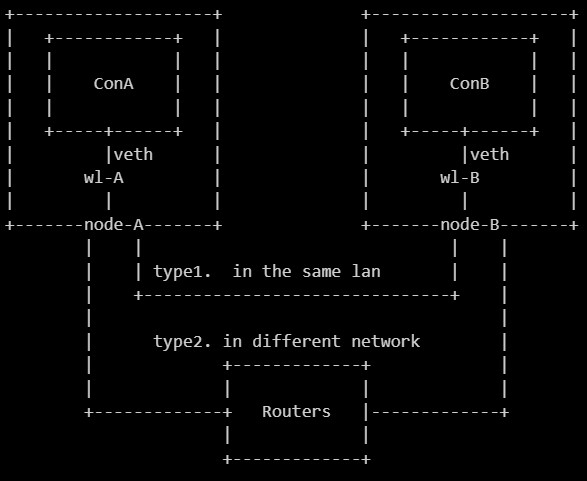 ConA ConB
veth veth
wl-A wl-B
node-A node-B
type1.  in the same lan
type2. in different network
Routers